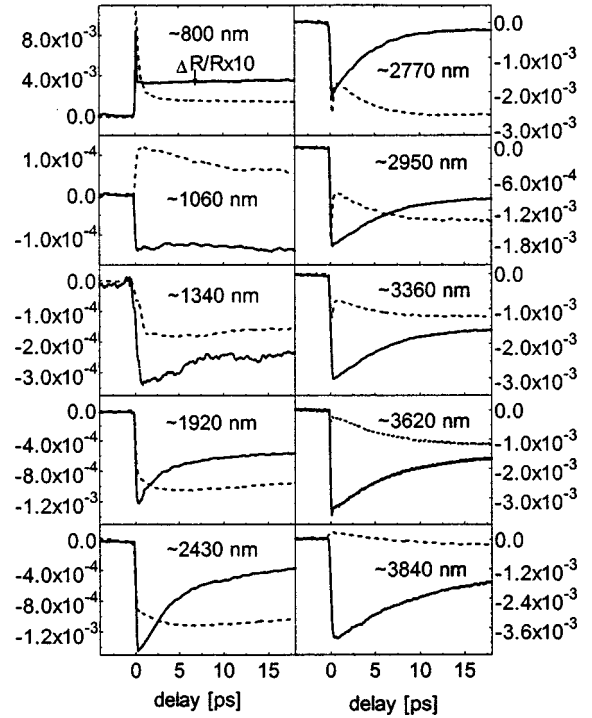 8.0x10⁻³
4.0x10⁻³
0.0
~800 nm
ΔR/Rx10
0.0
-1.0x10⁻³
-2.0x10⁻³
-3.0x10⁻³
~2770 nm
1.0x10⁻⁴
0.0
-1.0x10⁻⁴
~1060 nm
0.0
-6.0x10⁻⁴
-1.2x10⁻³
-1.8x10⁻³
~2950 nm
0.0
-1.0x10⁻⁴
-2.0x10⁻⁴
-3.0x10⁻⁴
~1340 nm
0.0
-1.0x10⁻³
-2.0x10⁻³
-3.0x10⁻³
~3360 nm
0.0
-4.0x10⁻⁴
-8.0x10⁻⁴
-1.2x10⁻³
~1920 nm
0.0
-1.0x10⁻³
-2.0x10⁻³
-3.0x10⁻³
~3620 nm
0.0
-4.0x10⁻⁴
-8.0x10⁻⁴
-1.2x10⁻³
~2430 nm
0.0
-1.2x10⁻³
-2.4x10⁻³
-3.6x10⁻³
~3840 nm
0 5 10 15
0 5 10 15
delay [ps]
delay [ps]